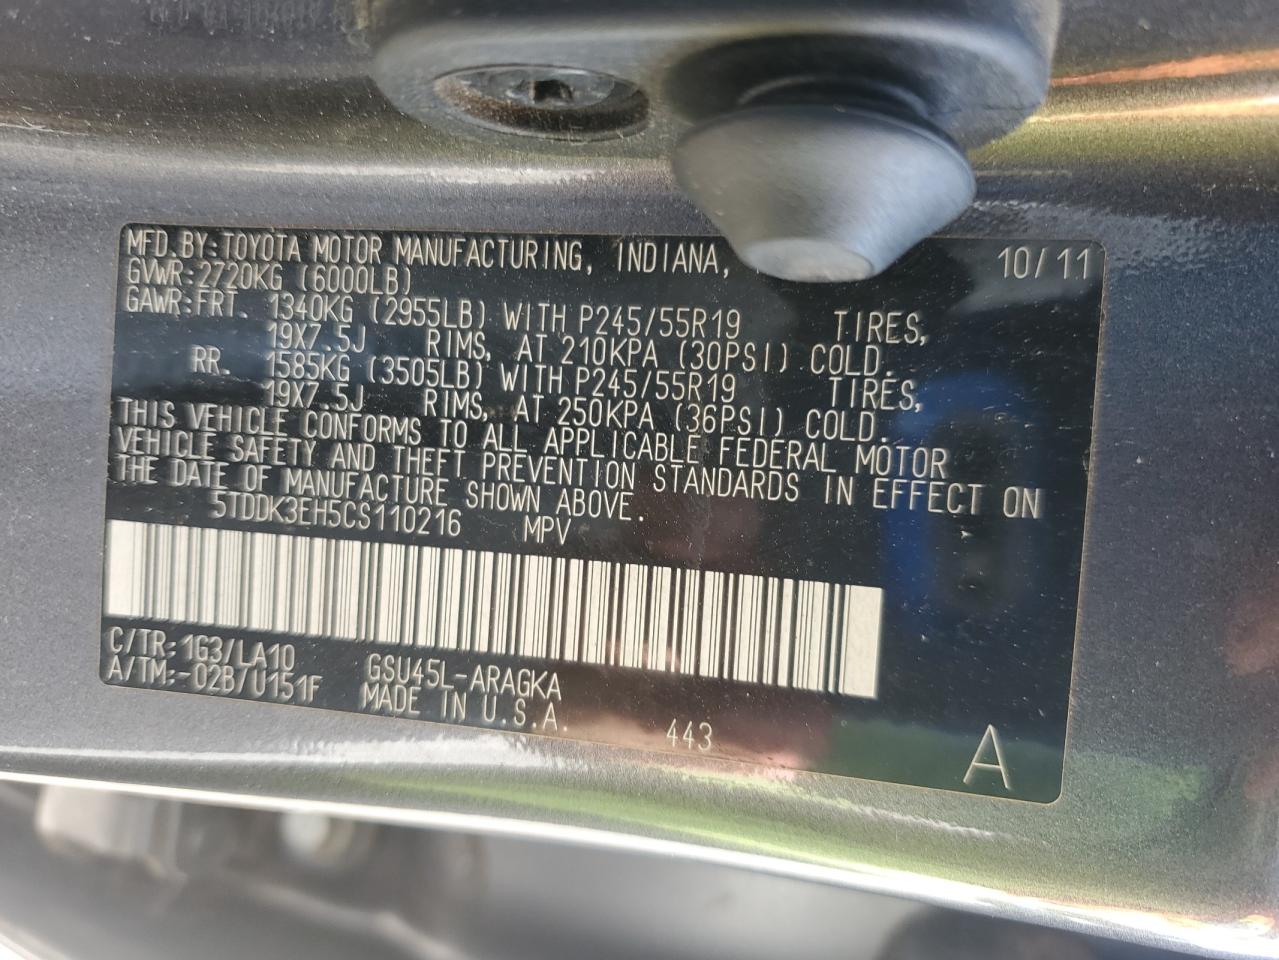 MFD.BY:TOYOTA MOTOR MANUFACTURING, INDIANA, 10/11
GVWR:2720KG (6000LB)
GAWR:FRT. 1340KG (2955LB) WITH P245/55R19 TIRES,
19X7.5J RIMS, AT 210KPA (30PSI) COLD.
RR. 1585KG (3505LB) WITH P245/55R19 TIRES,
19X7.5J RIMS, AT 250KPA (36PSI) COLD.
THIS VEHICLE CONFORMS TO ALL APPLICABLE FEDERAL MOTOR
VEHICLE SAFETY AND THEFT PREVENTION STANDARDS IN EFFECT ON
THE DATE OF MANUFACTURE SHOWN ABOVE.
5TDDK3EH5CS110216 MPV
C/TR:1G3/LA10 GSU45L-ARAGKA
A/TM:-02B/U151F MADE IN U.S.A. 443 A